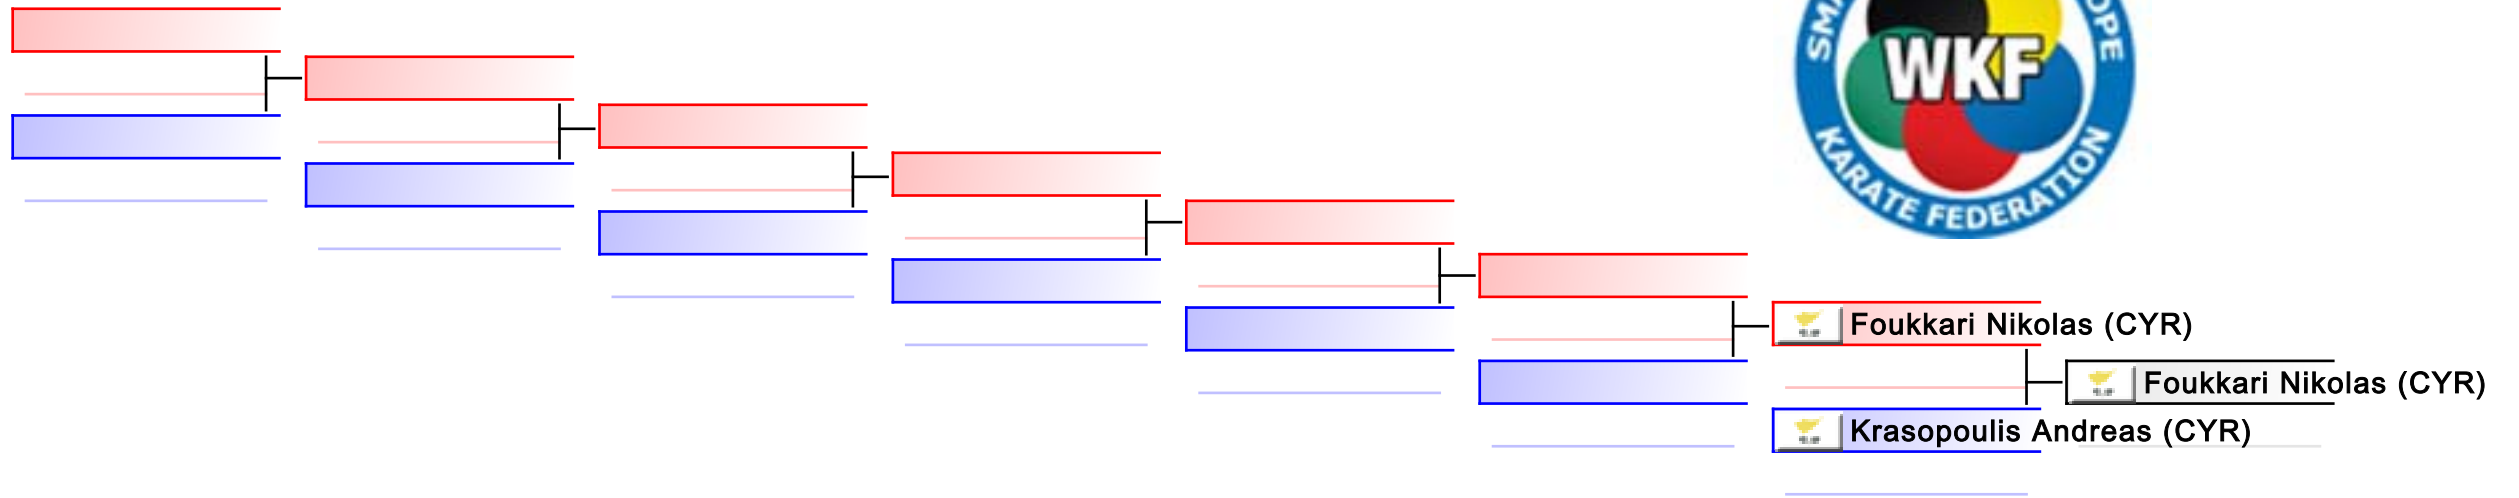 WKF
KARATE FEDERATION
Foukkari Nikolas (CYR)
Foukkari Nikolas (CYR)
Krasopoulis Andreas (CYR)